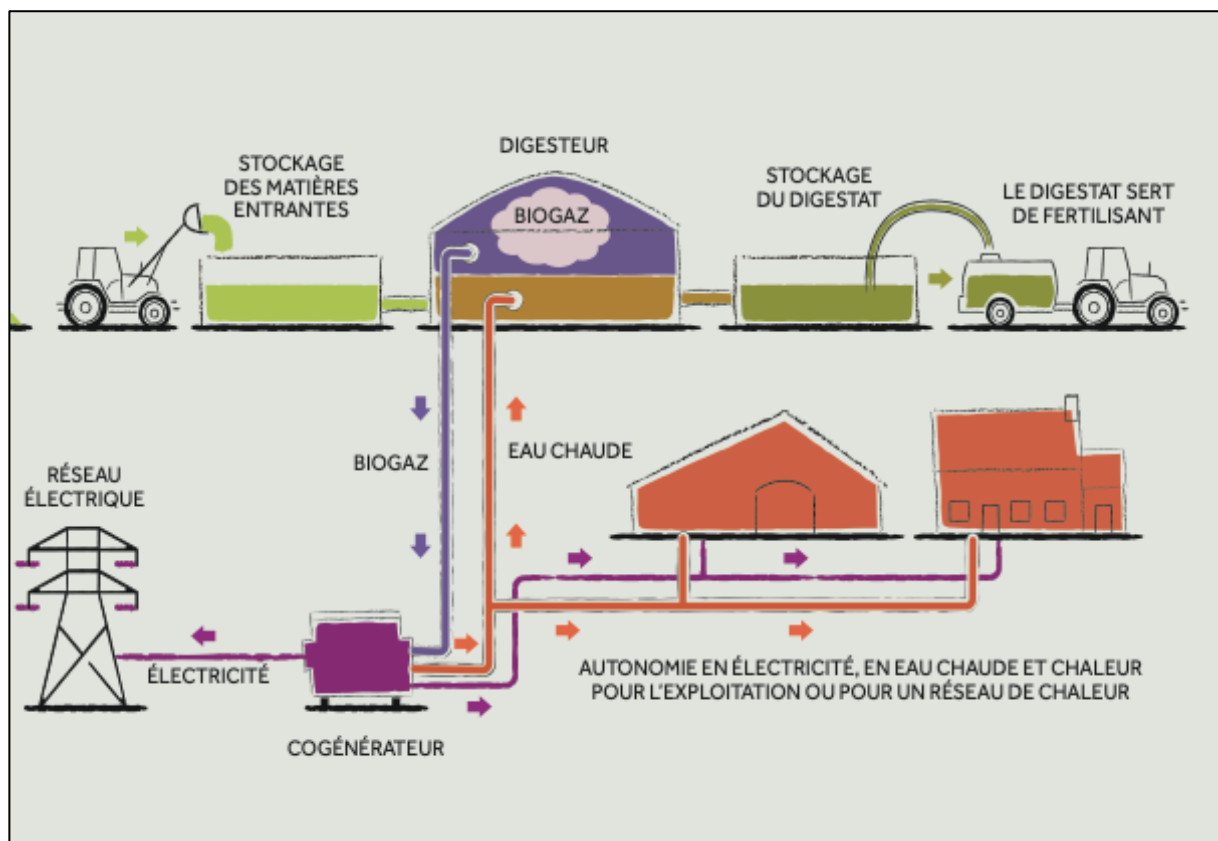 DIGESTEUR
STOCKAGE
DES MATIÈRES
ENTRANTES
BIOGAZ
STOCKAGE
DU DIGESTAT
LE DIGESTAT SERT
DE FERTILISANT
BIOGAZ
EAU CHAUDE
RÉSEAU
ÉLECTRIQUE
ÉLECTRICITÉ
COGÉNÉRATEUR
AUTONOMIE EN ÉLECTRICITÉ, EN EAU CHAUDE ET CHALEUR
POUR L'EXPLOITATION OU POUR UN RÉSEAU DE CHALEUR